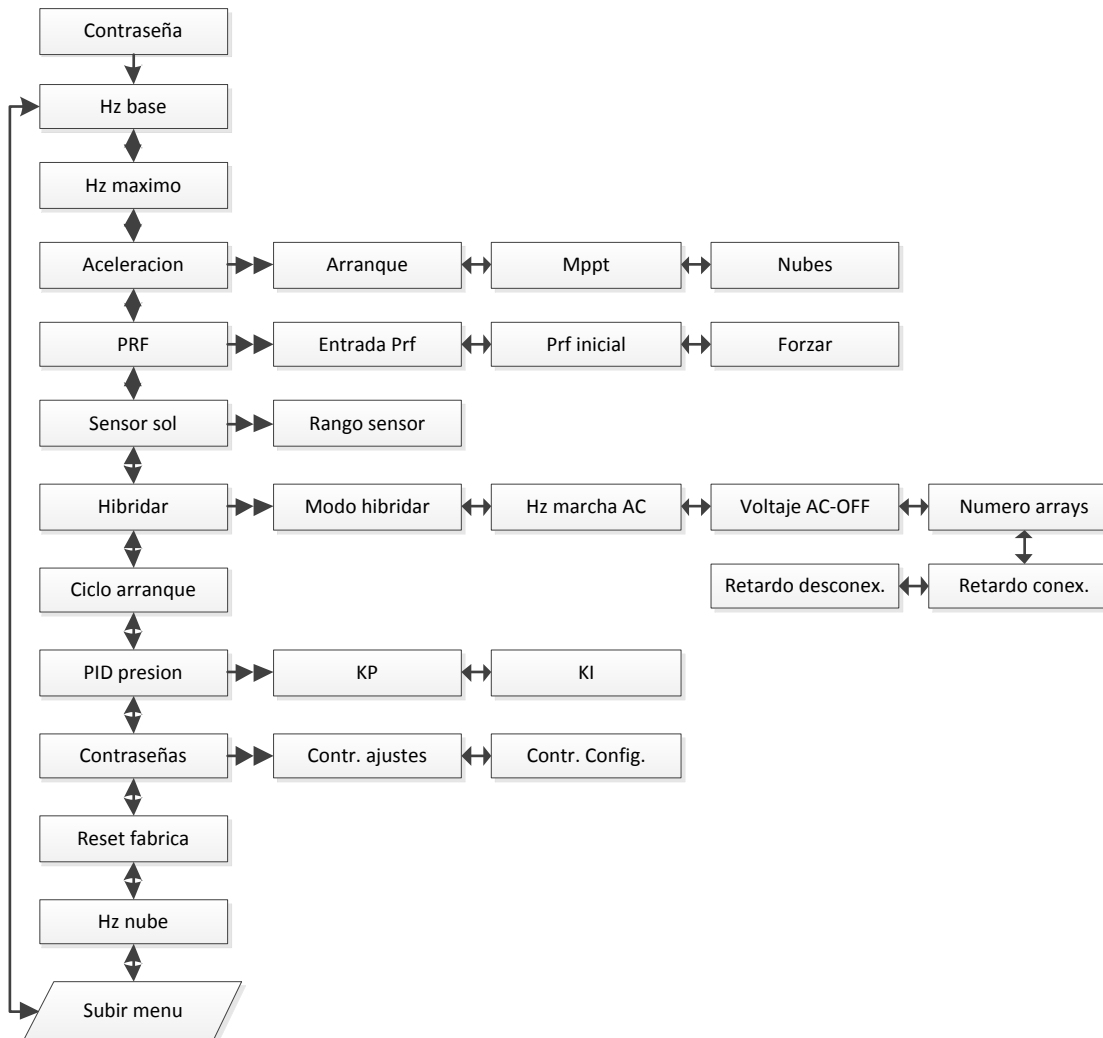 Contraseña
Hz base
Hz maximo
Aceleracion
Arranque
Mppt
Nubes
PRF
Entrada Prf
Prf inicial
Forzar
Sensor sol
Rango sensor
Hibridar
Modo hibridar
Hz marcha AC
Voltaje AC-OFF
Numero arrays
Ciclo arranque
Retardo desconex.
Retardo conex.
PID presion
KP
KI
Contraseñas
Contr. ajustes
Contr. Config.
Reset fabrica
Hz nube
Subir menu